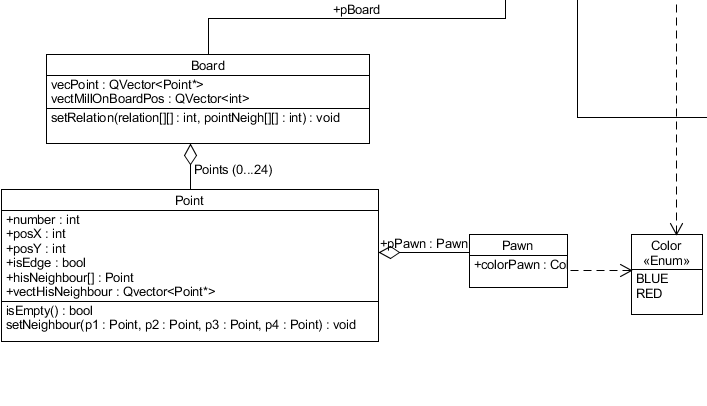 +pBoard
Board
vecPoint : QVector<Point*>
vectMillOnBoardPos : QVector<int>
setRelation(relation[][] : int, pointNeigh[][] : int) : void
Points (0...24)
Point
+number : int
+posX : int
+posY : int
+isEdge : bool
+hisNeighbour[] : Point
+vectHisNeighbour : Qvector<Point*>
isEmpty() : bool
setNeighbour(p1 : Point, p2 : Point, p3 : Point, p4 : Point) : void
+pPawn : Pawn
Pawn
+colorPawn : Co
Color
«Enum»
BLUE
RED